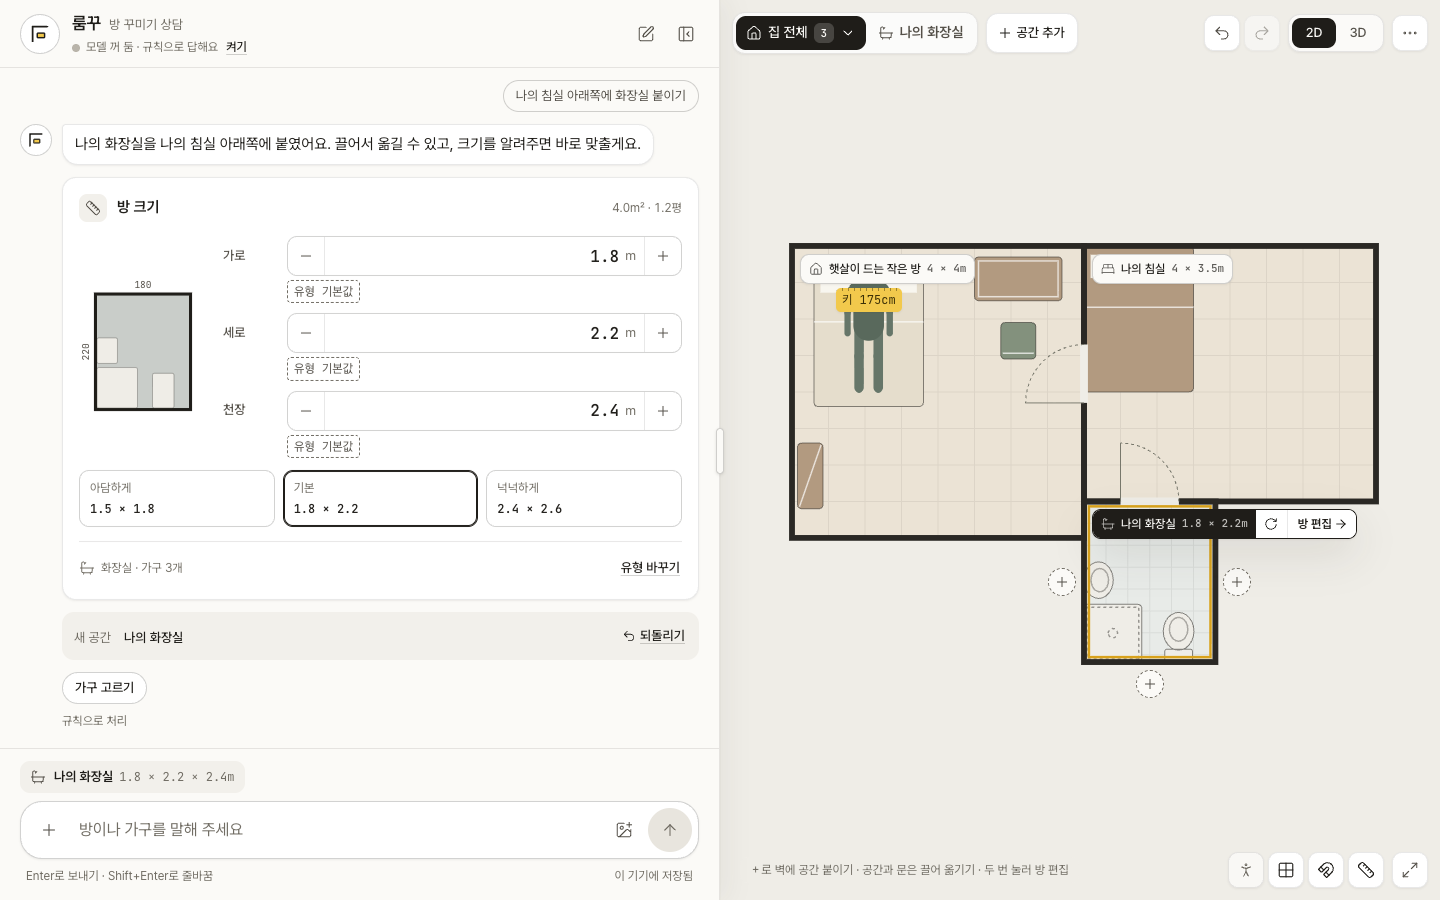 룸꾸 방 꾸미기 상담
모델 꺼 둠 · 규칙으로 답해요 켜기
나의 침실 아래쪽에 화장실 붙이기
나의 화장실을 나의 침실 아래쪽에 붙였어요. 끌어서 옮길 수 있고, 크기를 알려주면 바로 맞출게요.
방 크기
4.0m² · 1.2평
180
220
가로
1.8 m
유형 기본값
세로
2.2 m
유형 기본값
천장
2.4 m
유형 기본값
아담하게
1.5 × 1.8
기본
1.8 × 2.2
넉넉하게
2.4 × 2.6
화장실 · 가구 3개
유형 바꾸기
새 공간 나의 화장실
되돌리기
가구 고르기
규칙으로 처리
나의 화장실 1.8 × 2.2 × 2.4m
방이나 가구를 말해 주세요
Enter로 보내기 · Shift+Enter로 줄바꿈
이 기기에 저장됨
집 전체 3
나의 화장실
공간 추가
2D
3D
햇살이 드는 작은 방 4 × 4m
키 175cm
나의 침실 4 × 3.5m
나의 화장실 1.8 × 2.2m
방 편집
+ 로 벽에 공간 붙이기 · 공간과 문은 끌어 옮기기 · 두 번 눌러 방 편집